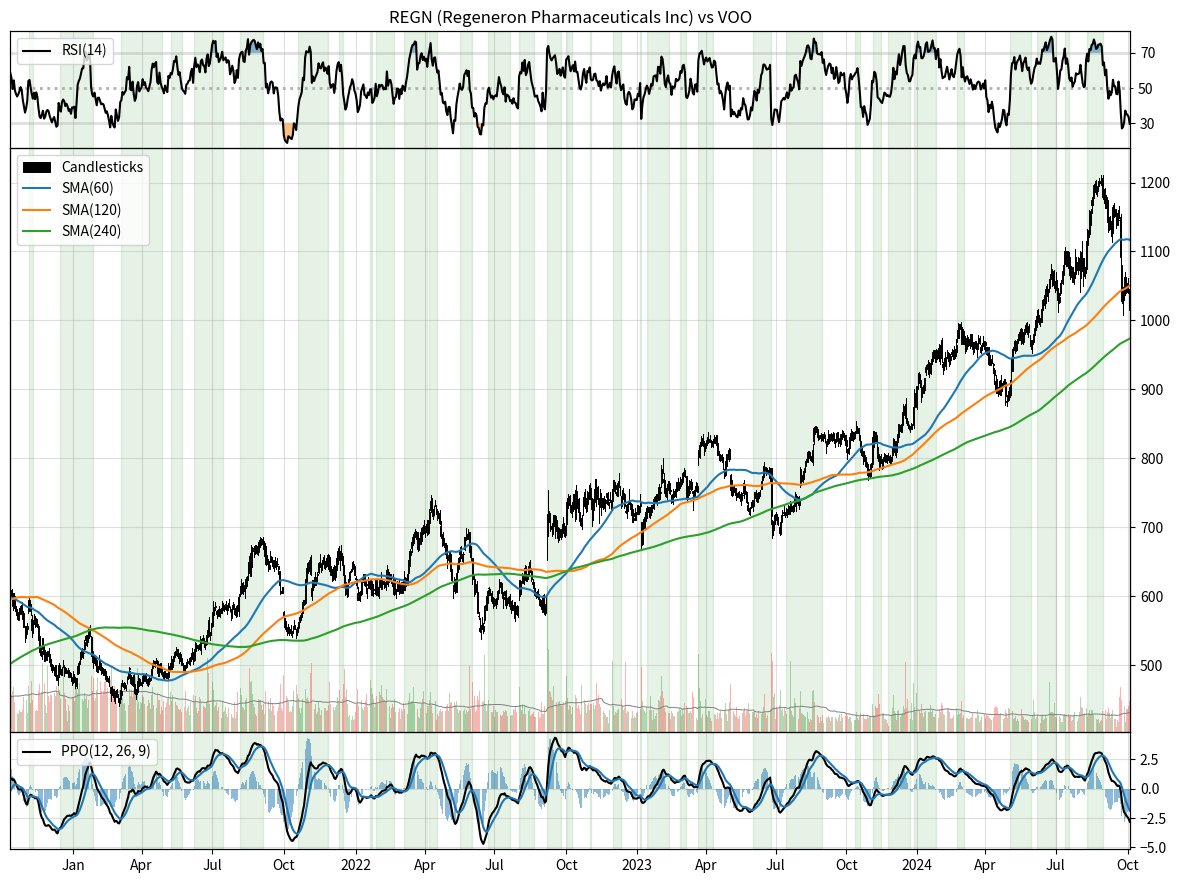 REGN (Regeneron Pharmaceuticals Inc) vs VOO
RSI(14)
70
50
30
Candlesticks
SMA(60)
SMA(120)
SMA(240)
1200
1100
1000
900
800
700
600
500
PPO(12, 26, 9)
2.5
0.0
−2.5
−5.0
Jan Apr Jul Oct 2022 Apr Jul Oct 2023 Apr Jul Oct 2024 Apr Jul Oct